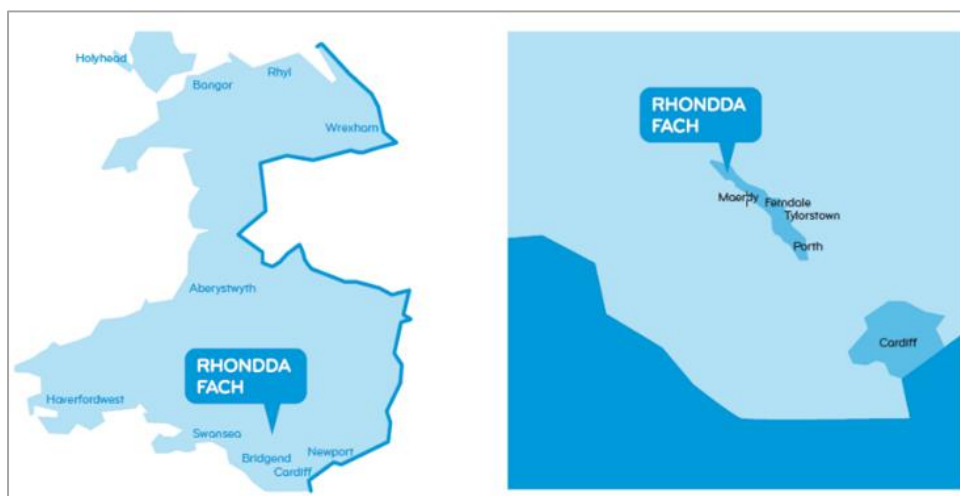 Holyhead
Bangor
Rhyl
Wrexham
Aberystwyth
RHONDDA
FACH
Haverfordwest
Swansea
Bridgend
Cardiff
Newport
RHONDDA
FACH
Maerdy
Ferndale
Tylorstown
Porth
Cardiff